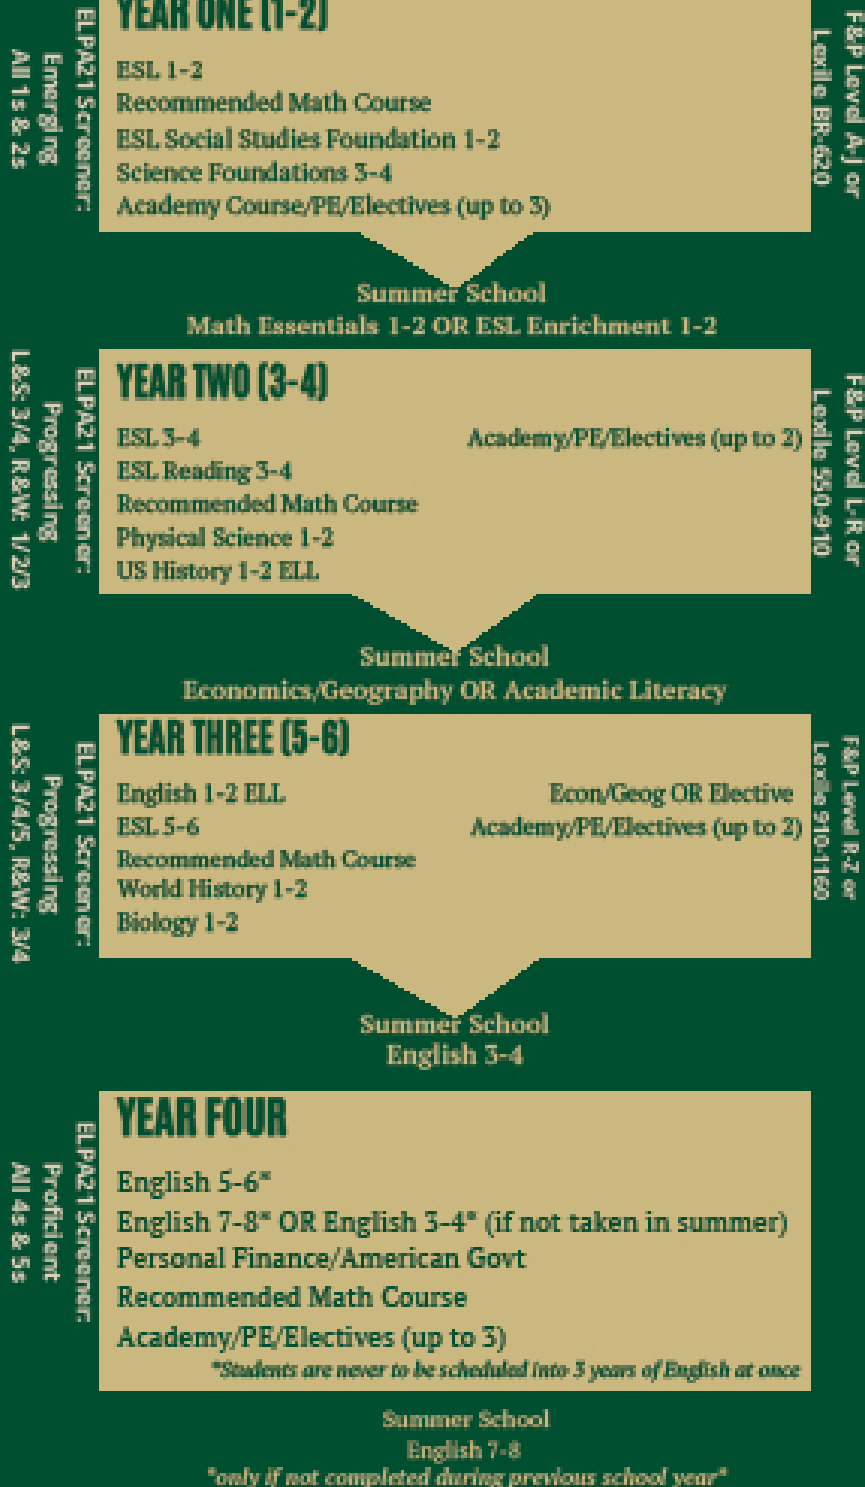 YEAR ONE (1-2)
ELPA21 Screener:
Emerging
All 1s & 2s
ESL 1-2
Recommended Math Course
ESL Social Studies Foundation 1-2
Science Foundations 3-4
Academy Course/PE/Electives (up to 3)
F&P Level A-J or
Lexile BR-620
Summer School
Math Essentials 1-2 OR ESL Enrichment 1-2
YEAR TWO (3-4)
ELPA21 Screener:
Progressing
L&S: 3/4, R&W: 1/2/3
ESL 3-4
Academy/PE/Electives (up to 2)
ESL Reading 3-4
Recommended Math Course
Physical Science 1-2
US History 1-2 ELL
F&P Level L-R or
Lexile 550-910
Summer School
Economics/Geography OR Academic Literacy
YEAR THREE (5-6)
ELPA21 Screener:
Progressing
L&S: 3/4/5, R&W: 3/4
English 1-2 ELL
Econ/Geog OR Elective
ESL 5-6
Academy/PE/Electives (up to 2)
Recommended Math Course
World History 1-2
Biology 1-2
F&P Level R-Z or
Lexile 910-1160
Summer School
English 3-4
YEAR FOUR
ELPA21 Screener:
Proficient
All 4s & 5s
English 5-6*
English 7-8* OR English 3-4* (if not taken in summer)
Personal Finance/American Govt
Recommended Math Course
Academy/PE/Electives (up to 3)
*Students are never to be scheduled into 3 years of English at once
Summer School
English 7-8
*only if not completed during previous school year*